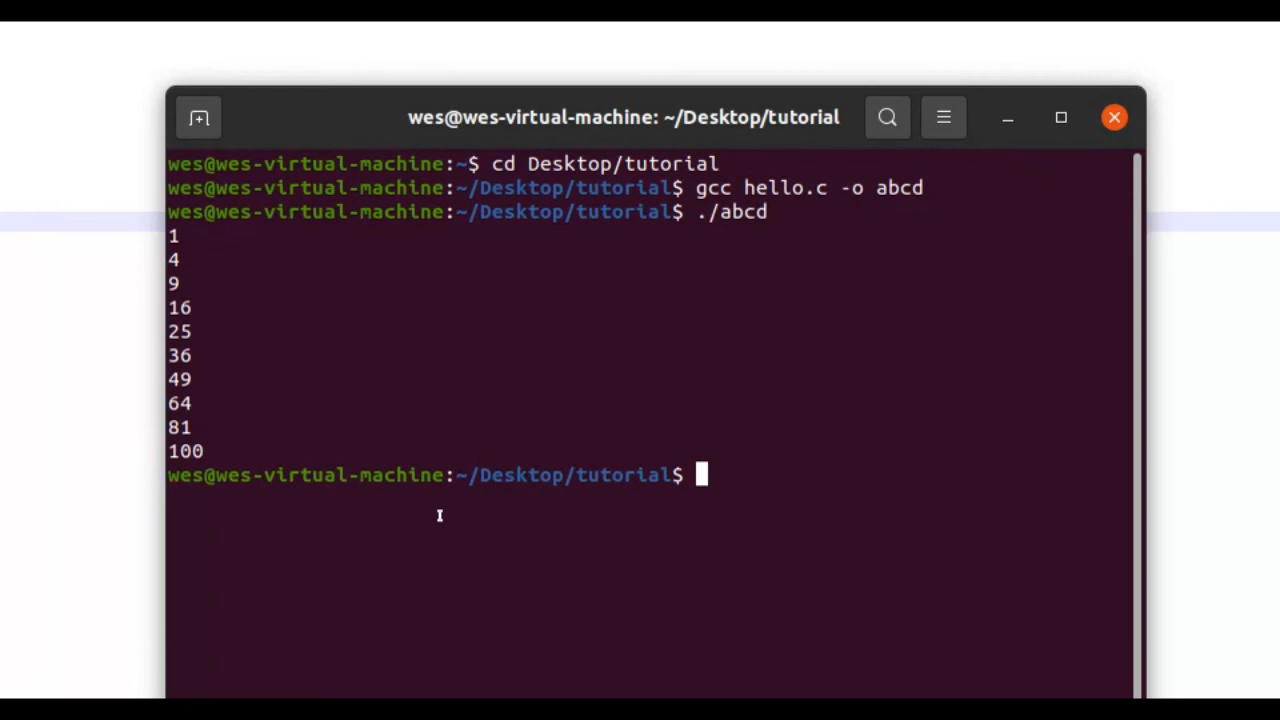 wes@wes-virtual-machine: ~/Desktop/tutorial
wes@wes-virtual-machine:~$ cd Desktop/tutorial
wes@wes-virtual-machine:~/Desktop/tutorial$ gcc hello.c -o abcd
wes@wes-virtual-machine:~/Desktop/tutorial$ ./abcd
1
4
9
16
25
36
49
64
81
100
wes@wes-virtual-machine:~/Desktop/tutorial$